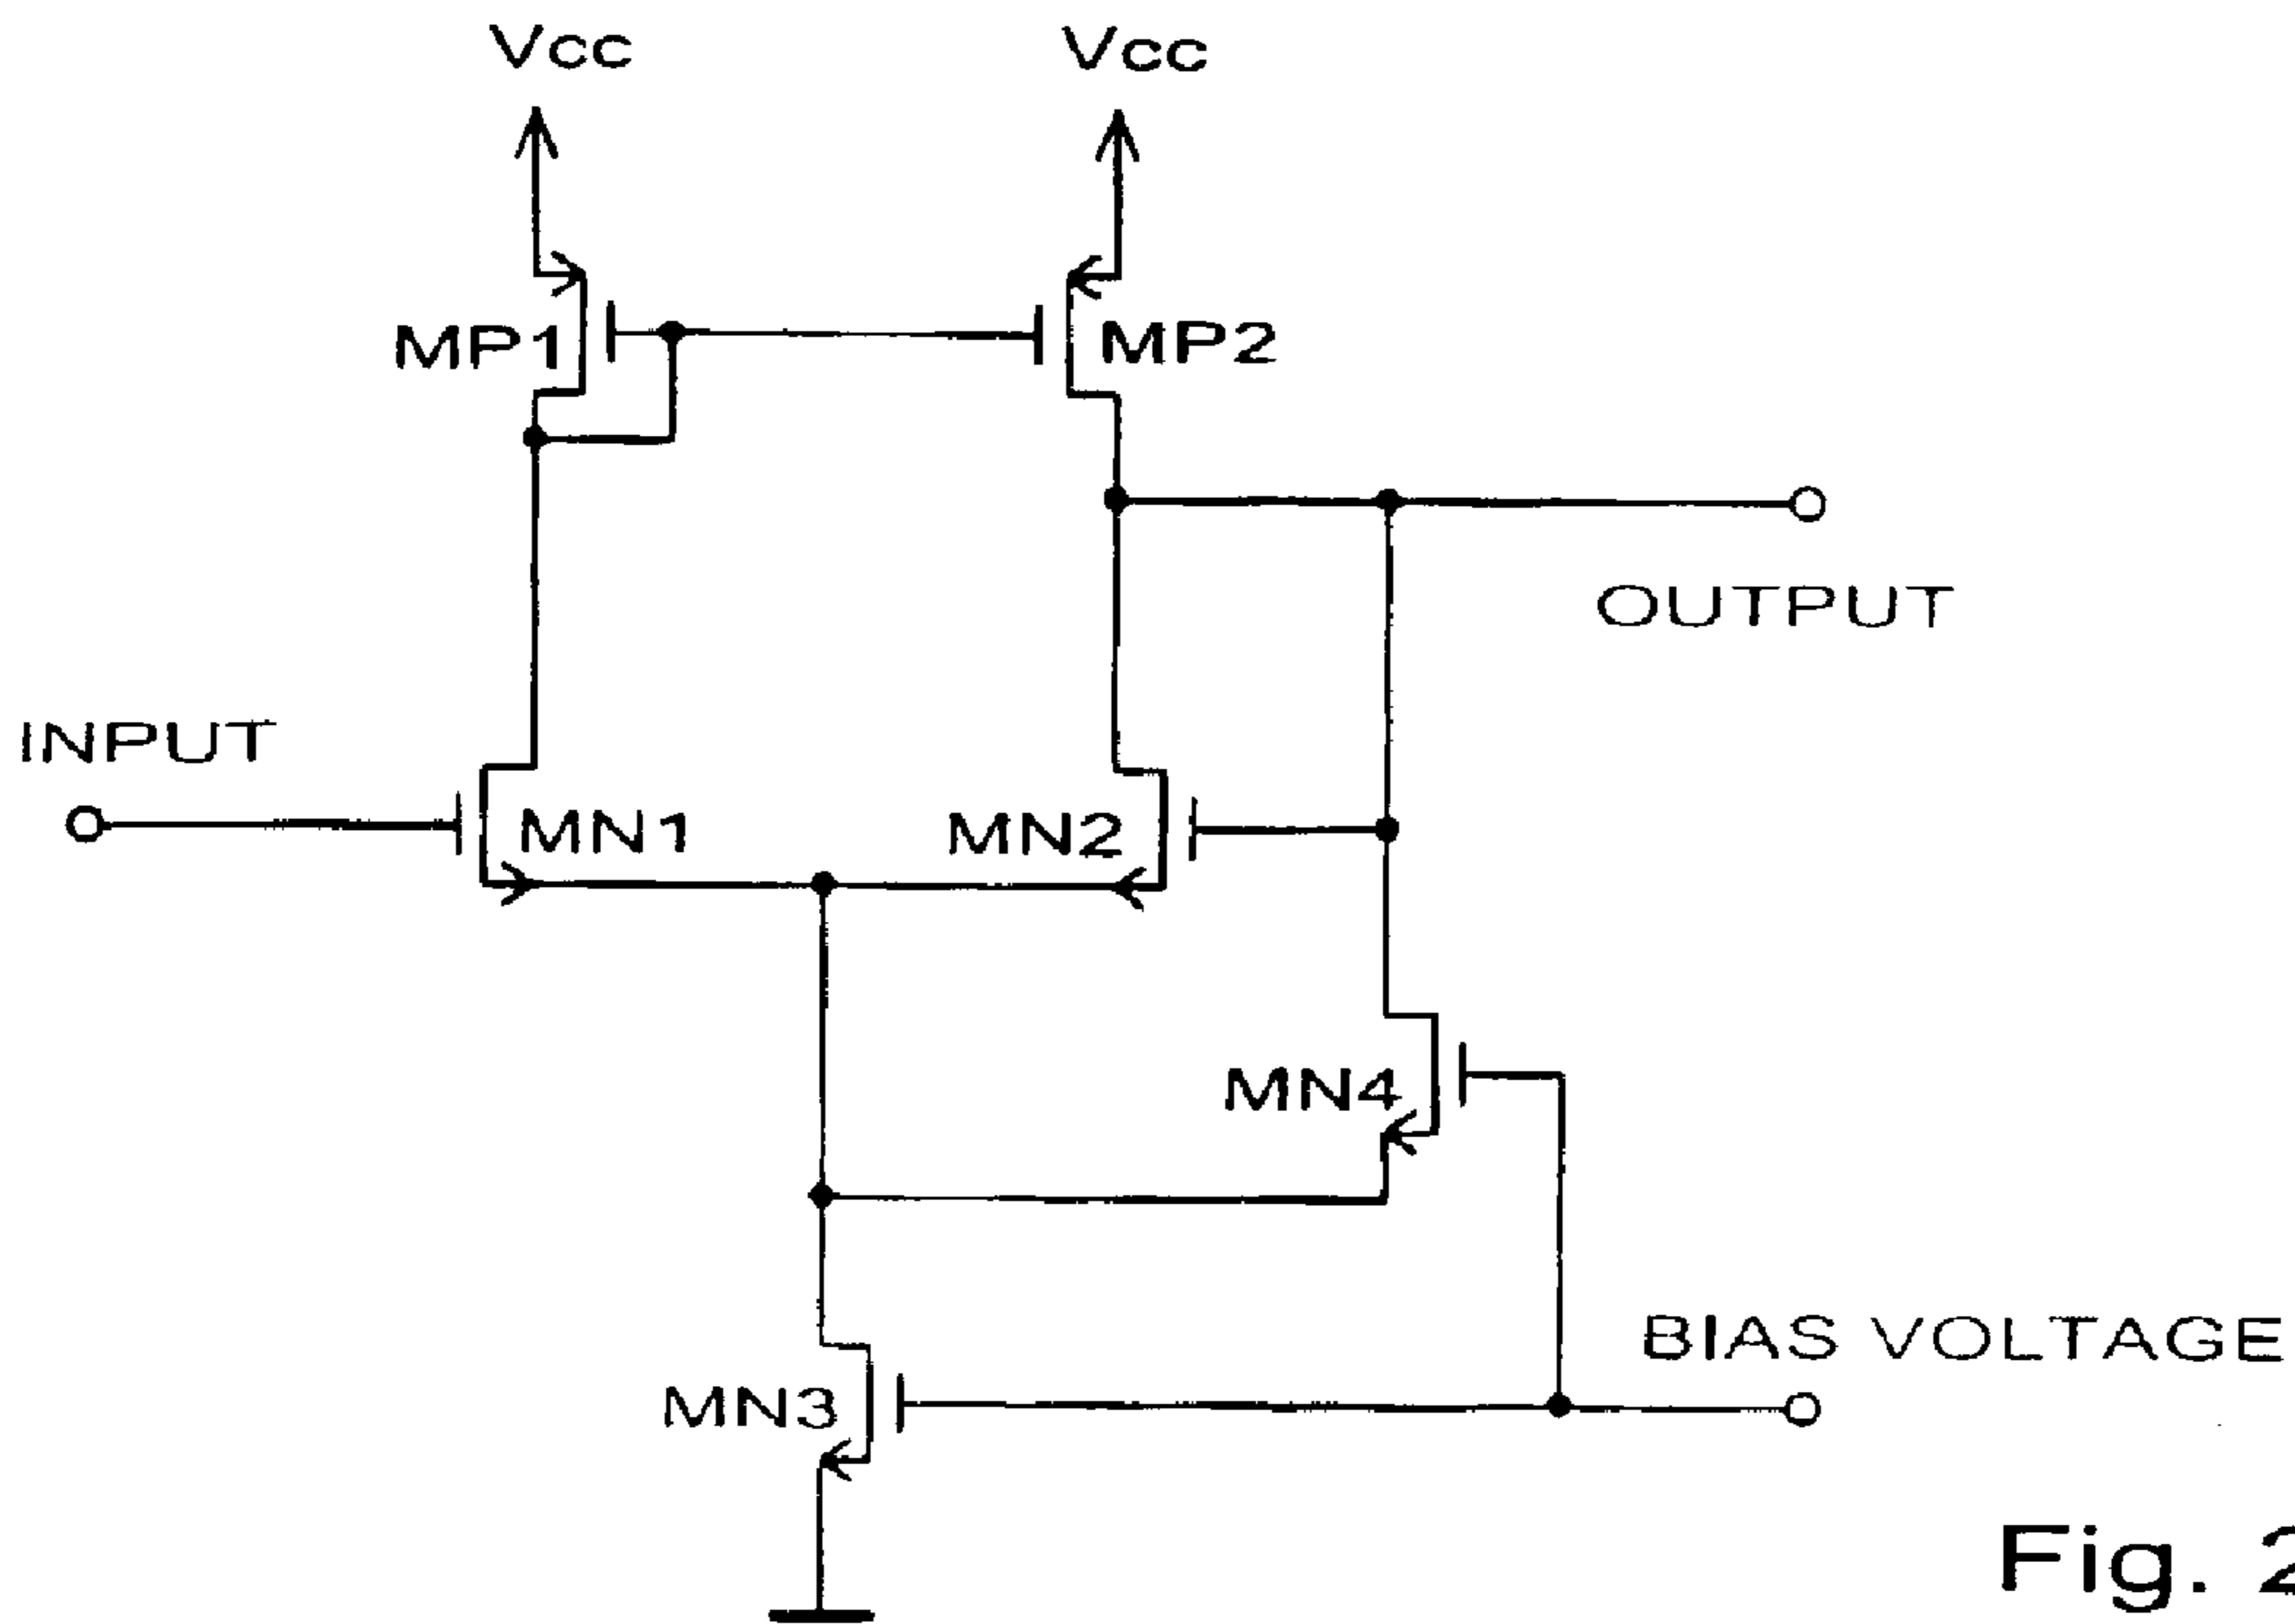 Vcc
Vcc
MP1
MP2
OUTPUT
INPUT
MN1
MN2
MN4
BIAS VOLTAGE
MN3
Fig. 2